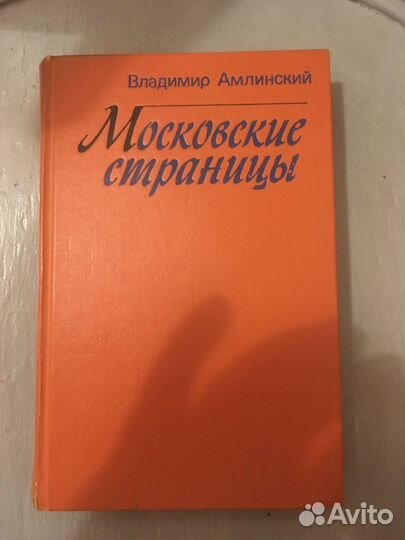 Владимир Амлинский
Московские
страницы
Avito